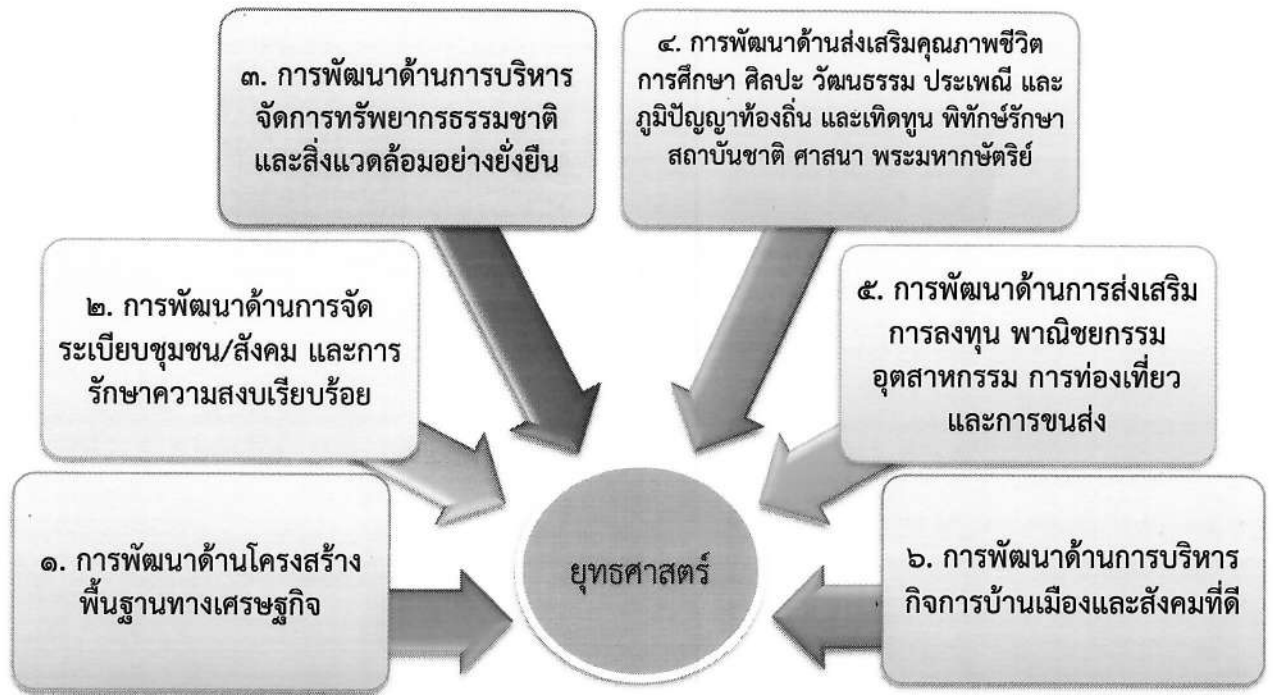 ๓. การพัฒนาด้านการบริหาร
จัดการทรัพยากรธรรมชาติ
และสิ่งแวดล้อมอย่างยั่งยืน
๔. การพัฒนาด้านส่งเสริมคุณภาพชีวิต
การศึกษา ศิลปะ วัฒนธรรม ประเพณี และ
ภูมิปัญญาท้องถิ่น และเทิดทูน พิทักษ์รักษา
สถาบันชาติ ศาสนา พระมหากษัตริย์
๒. การพัฒนาด้านการจัด
ระเบียบชุมชน/สังคม และการ
รักษาความสงบเรียบร้อย
๕. การพัฒนาด้านการส่งเสริม
การลงทุน พาณิชยกรรม
อุตสาหกรรม การท่องเที่ยว
และการขนส่ง
๑. การพัฒนาด้านโครงสร้าง
พื้นฐานทางเศรษฐกิจ
ยุทธศาสตร์
๖. การพัฒนาด้านการบริหาร
กิจการบ้านเมืองและสังคมที่ดี